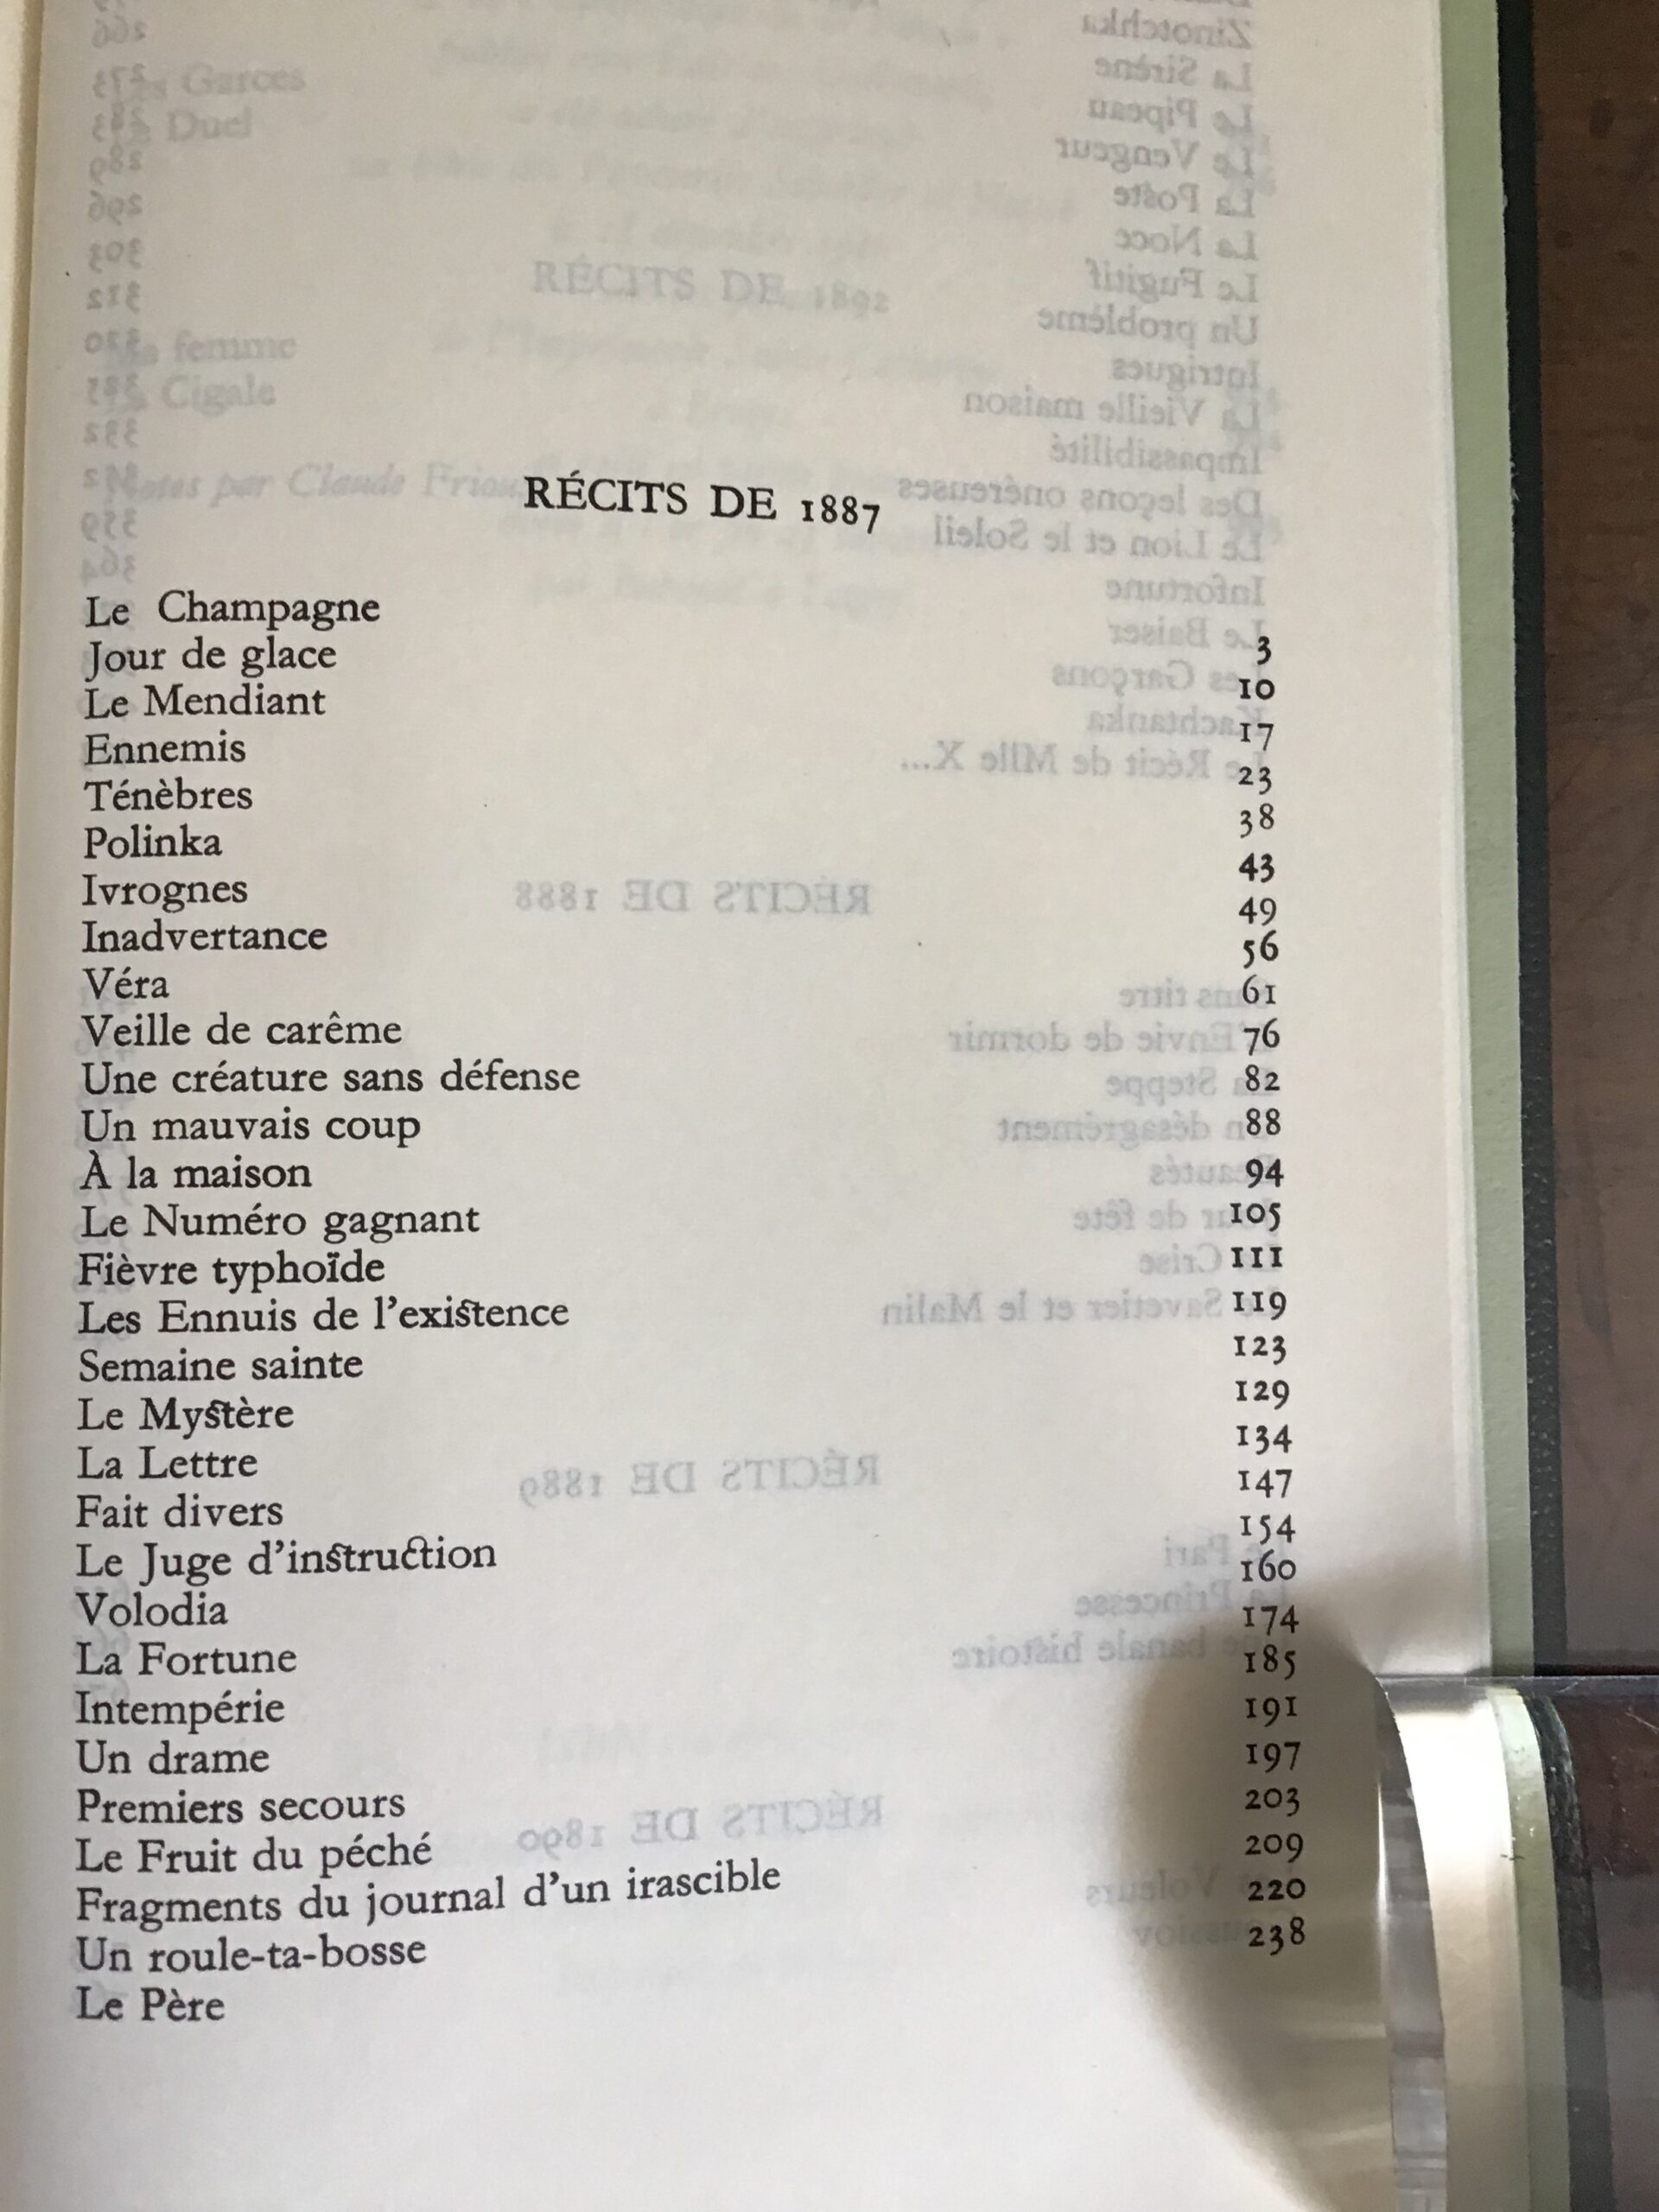 RÉCITS DE 1887
Le Champagne 3
Jour de glace 10
Le Mendiant 17
Ennemis 23
Ténèbres 38
Polinka 43
Ivrognes 49
Inadvertance 56
Véra 61
Veille de carême 76
Une créature sans défense 82
Un mauvais coup 88
À la maison 94
Le Numéro gagnant 105
Fièvre typhoïde 111
Les Ennuis de l'existence 119
Semaine sainte 123
Le Mystère 129
La Lettre 134
Fait divers 147
Le Juge d'instruction 154
Volodia 160
La Fortune 174
Intempérie 185
Un drame 191
Premiers secours 197
Le Fruit du péché 203
Fragments du journal d'un irascible 209
Un roule-ta-bosse 220
Le Père 238